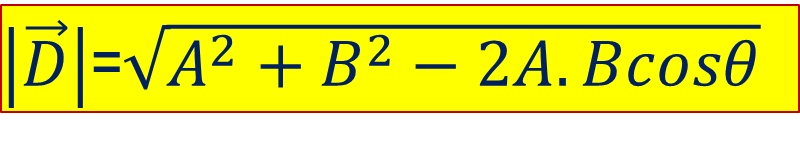 |D⃗|=√A² + B² − 2A. Bcosθ